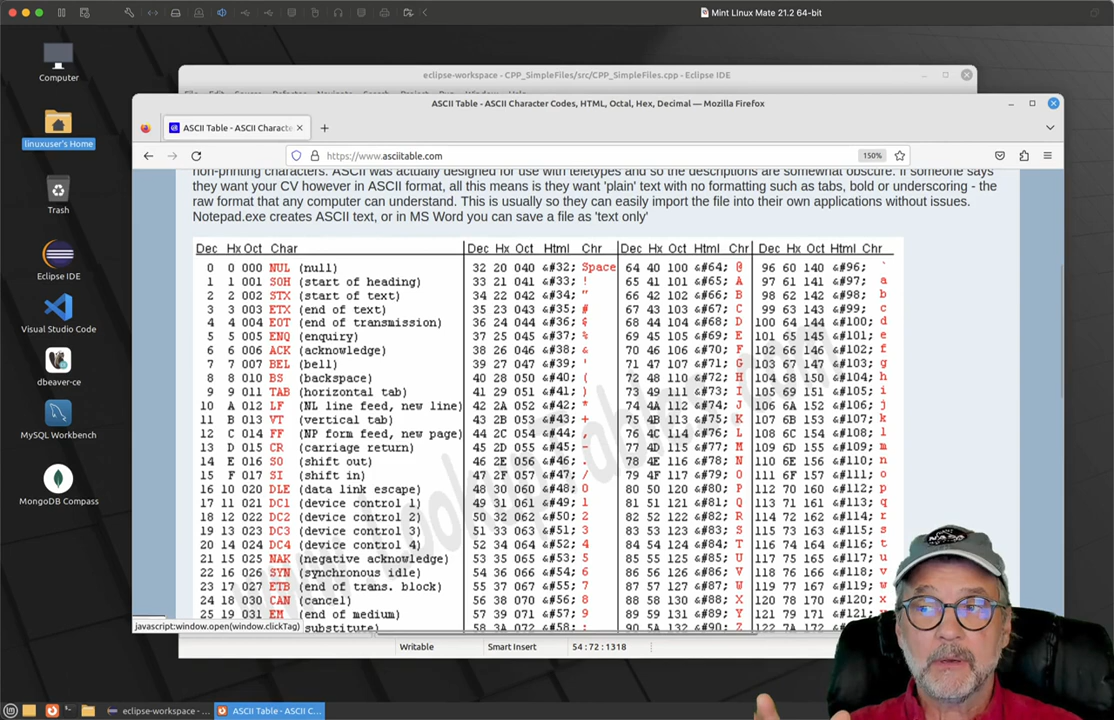 Mint LInux Mate 21.2 64-bit
Computer
linuxuser's Home
Trash
Eclipse IDE
Visual Studio Code
dbeaver-ce
MySQL Workbench
MongoDB Compass
eclipse-workspace - CPP_SimpleFiles/src/CPP_SimpleFiles.cpp - Eclipse IDE
ASCII Table - ASCII Character Codes, HTML, Octal, Hex, Decimal — Mozilla Firefox
ASCII Table - ASCII Characte
https://www.asciitable.com
150%
non-printing characters. ASCII was actually designed for use with teletypes and so the descriptions are somewhat obscure. If someone says
they want your CV however in ASCII format, all this means is they want 'plain' text with no formatting such as tabs, bold or underscoring - the
raw format that any computer can understand. This is usually so they can easily import the file into their own applications without issues.
Notepad.exe creates ASCII text, or in MS Word you can save a file as 'text only'
Dec Hx Oct Char Dec Hx Oct Html Chr Dec Hx Oct Html Chr Dec Hx Oct Html Chr
0 0 000 NUL (null) 32 20 040 &#32; Space 64 40 100 &#64; @ 96 60 140 &#96; `
1 1 001 SOH (start of heading) 33 21 041 &#33; ! 65 41 101 &#65; A 97 61 141 &#97; a
2 2 002 STX (start of text) 34 22 042 &#34; " 66 42 102 &#66; B 98 62 142 &#98; b
3 3 003 ETX (end of text) 35 23 043 &#35; # 67 43 103 &#67; C 99 63 143 &#99; c
4 4 004 EOT (end of transmission) 36 24 044 &#36; $ 68 44 104 &#68; D 100 64 144 &#100; d
5 5 005 ENQ (enquiry) 37 25 045 &#37; % 69 45 105 &#69; E 101 65 145 &#101; e
6 6 006 ACK (acknowledge) 38 26 046 &#38; & 70 46 106 &#70; F 102 66 146 &#102; f
7 7 007 BEL (bell) 39 27 047 &#39; ' 71 47 107 &#71; G 103 67 147 &#103; g
8 8 010 BS (backspace) 40 28 050 &#40; ( 72 48 110 &#72; H 104 68 150 &#104; h
9 9 011 TAB (horizontal tab) 41 29 051 &#41; ) 73 49 111 &#73; I 105 69 151 &#105; i
10 A 012 LF (NL line feed, new line) 42 2A 052 &#42; * 74 4A 112 &#74; J 106 6A 152 &#106; j
11 B 013 VT (vertical tab) 43 2B 053 &#43; + 75 4B 113 &#75; K 107 6B 153 &#107; k
12 C 014 FF (NP form feed, new page) 44 2C 054 &#44; , 76 4C 114 &#76; L 108 6C 154 &#108; l
13 D 015 CR (carriage return) 45 2D 055 &#45; - 77 4D 115 &#77; M 109 6D 155 &#109; m
14 E 016 SO (shift out) 46 2E 056 &#46; . 78 4E 116 &#78; N 110 6E 156 &#110; n
15 F 017 SI (shift in) 47 2F 057 &#47; / 79 4F 117 &#79; O 111 6F 157 &#111; o
16 10 020 DLE (data link escape) 48 30 060 &#48; 0 80 50 120 &#80; P 112 70 160 &#112; p
17 11 021 DC1 (device control 1) 49 31 061 &#49; 1 81 51 121 &#81; Q 113 71 161 &#113; q
18 12 022 DC2 (device control 2) 50 32 062 &#50; 2 82 52 122 &#82; R 114 72 162 &#114; r
19 13 023 DC3 (device control 3) 51 33 063 &#51; 3 83 53 123 &#83; S 115 73 163 &#115; s
20 14 024 DC4 (device control 4) 52 34 064 &#52; 4 84 54 124 &#84; T 116 74 164 &#116; t
21 15 025 NAK (negative acknowledge) 53 35 065 &#53; 5 85 55 125 &#85; U 117 75 165 &#117; u
22 16 026 SYN (synchronous idle) 54 36 066 &#54; 6 86 56 126 &#86; V 118 76 166 &#118; v
23 17 027 ETB (end of trans. block) 55 37 067 &#55; 7 87 57 127 &#87; W 119 77 167 &#119; w
24 18 030 CAN (cancel) 56 38 070 &#56; 8 88 58 130 &#88; X 120 78 170 &#120; x
25 19 031 EM (end of medium) 57 39 071 &#57; 9 89 59 131 &#89; Y 121 79 171 &#121;
substitute) 58 3A 072 &#58; : 90 5A 132 &#90; Z 122 7A 172
javascript:window.open(window.clickTag)
Writable Smart Insert 54 : 72 : 1318
eclipse-workspace - ...
ASCII Table - ASCII C...
NASA